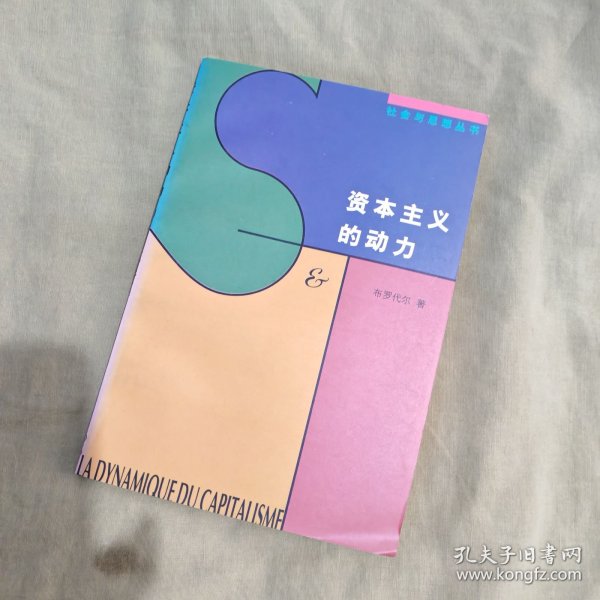 社会与思想丛书
资本主义
的动力
&
布罗代尔 著
LA DYNAMIQUE DU CAPITALISME
孔夫子旧书网
www.kongfz.com